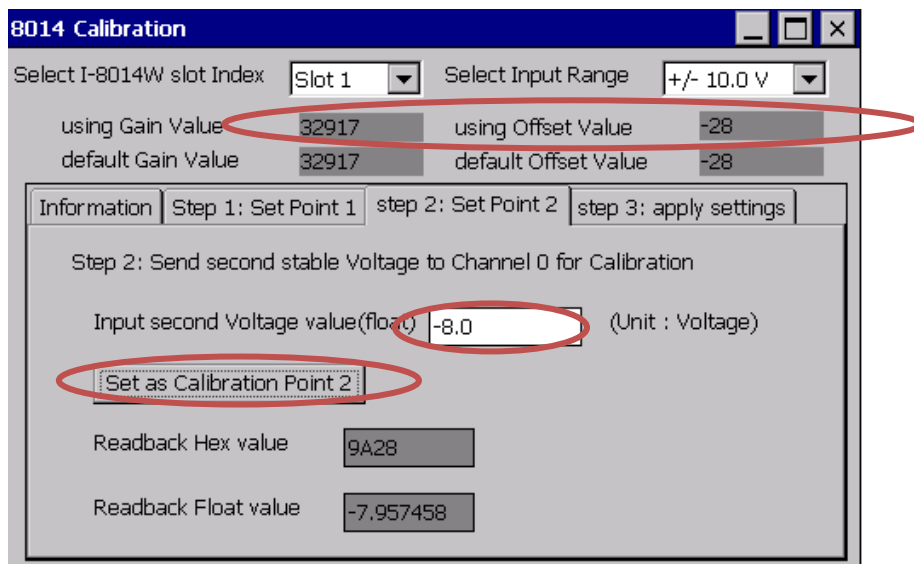 8014 Calibration
Select I-8014W slot Index Slot 1 Select Input Range +/- 10.0 V
using Gain Value 32917 using Offset Value -28
default Gain Value 32917 default Offset Value -28
Information Step 1: Set Point 1 step 2: Set Point 2 step 3: apply settings
Step 2: Send second stable Voltage to Channel 0 for Calibration
Input second Voltage value(float) -8.0 (Unit : Voltage)
Set as Calibration Point 2
Readback Hex value 9A28
Readback Float value -7.957458